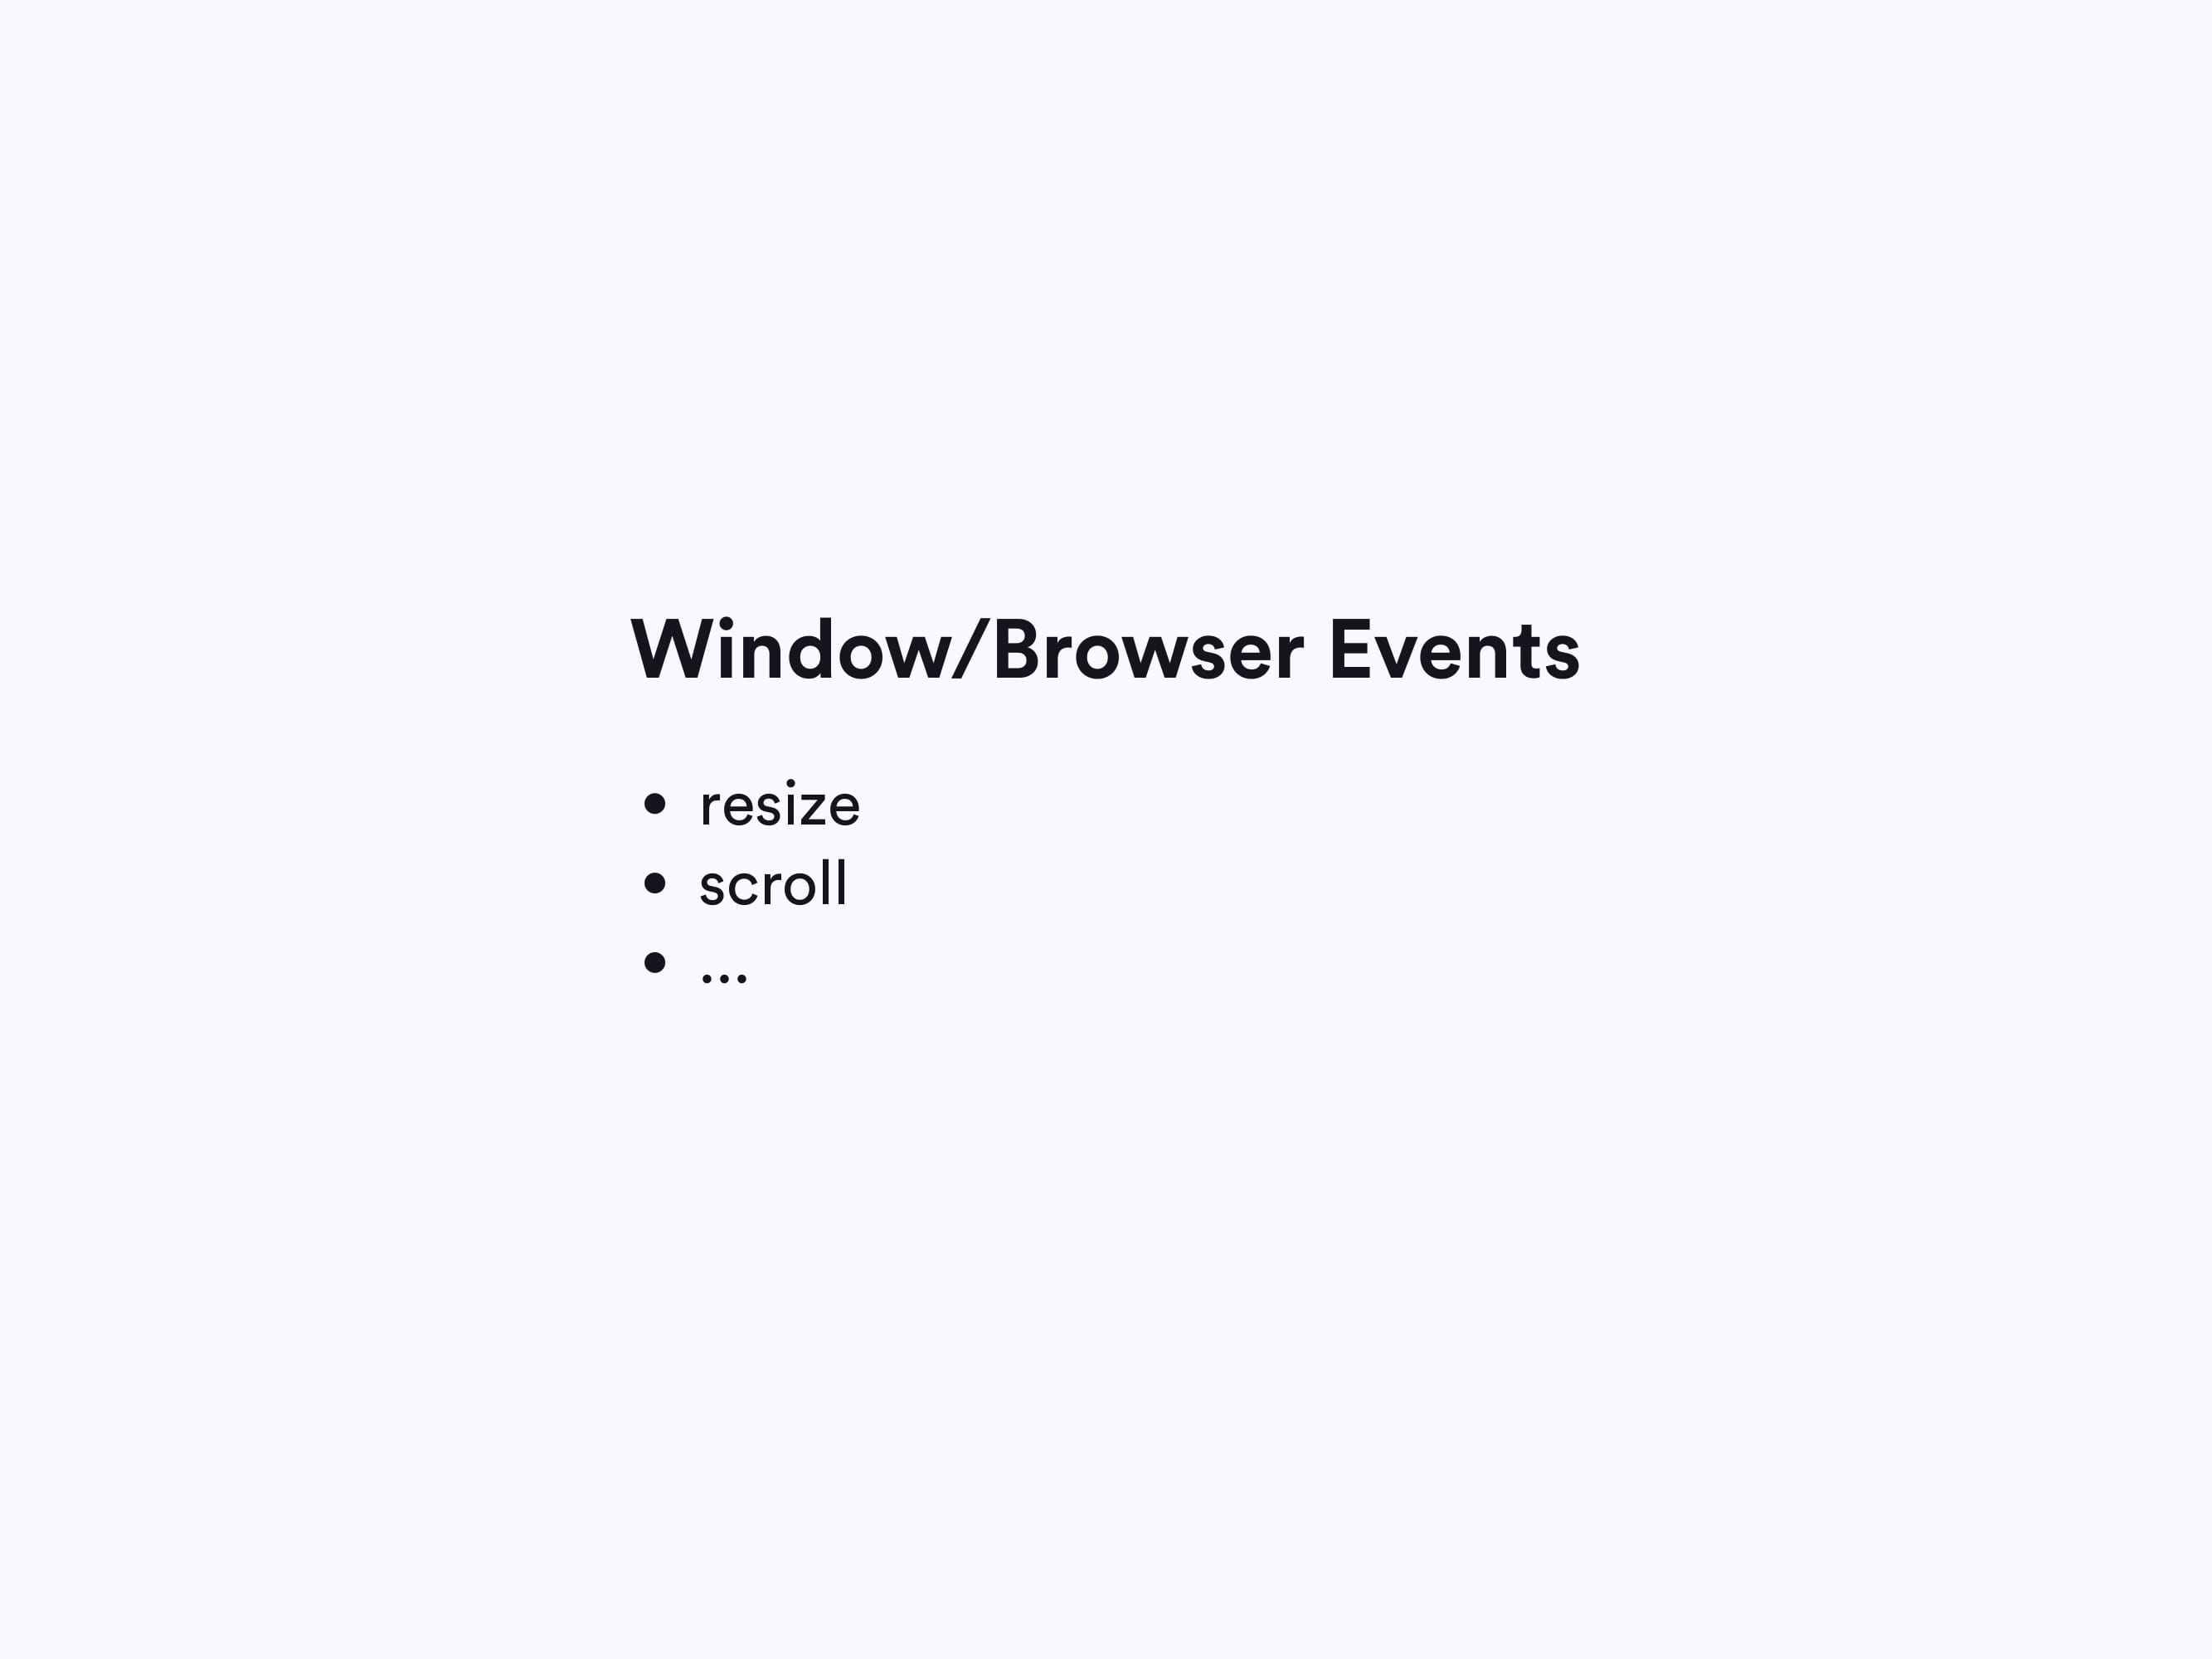 Window/Browser Events
• resize
• scroll
• ...